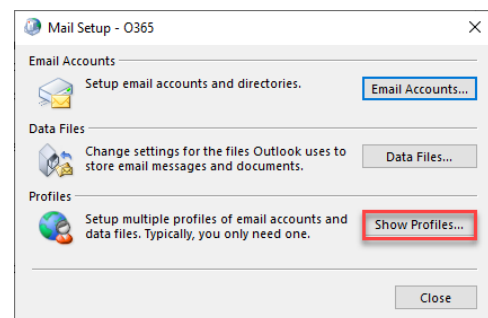 Mail Setup - O365
Email Accounts
Setup email accounts and directories.
Email Accounts...
Data Files
Change settings for the files Outlook uses to
store email messages and documents.
Data Files...
Profiles
Setup multiple profiles of email accounts and
data files. Typically, you only need one.
Show Profiles...
Close